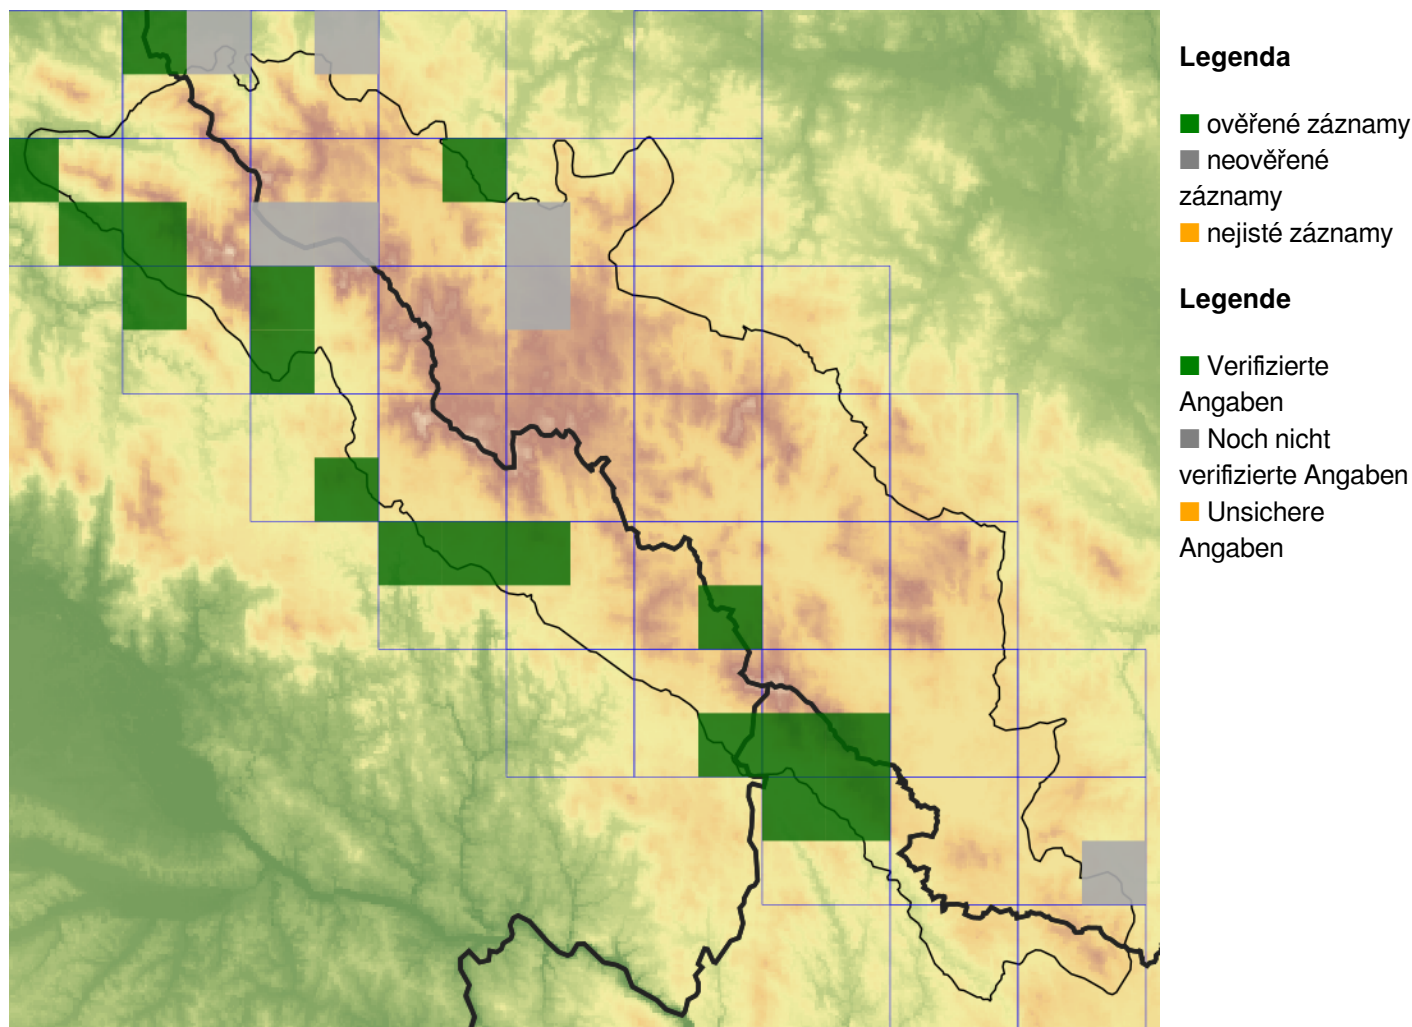 Legenda
ověřené záznamy
neověřené
záznamy
nejisté záznamy
Legende
Verifizierte
Angaben
Noch nicht
verifizierte Angaben
Unsichere
Angaben